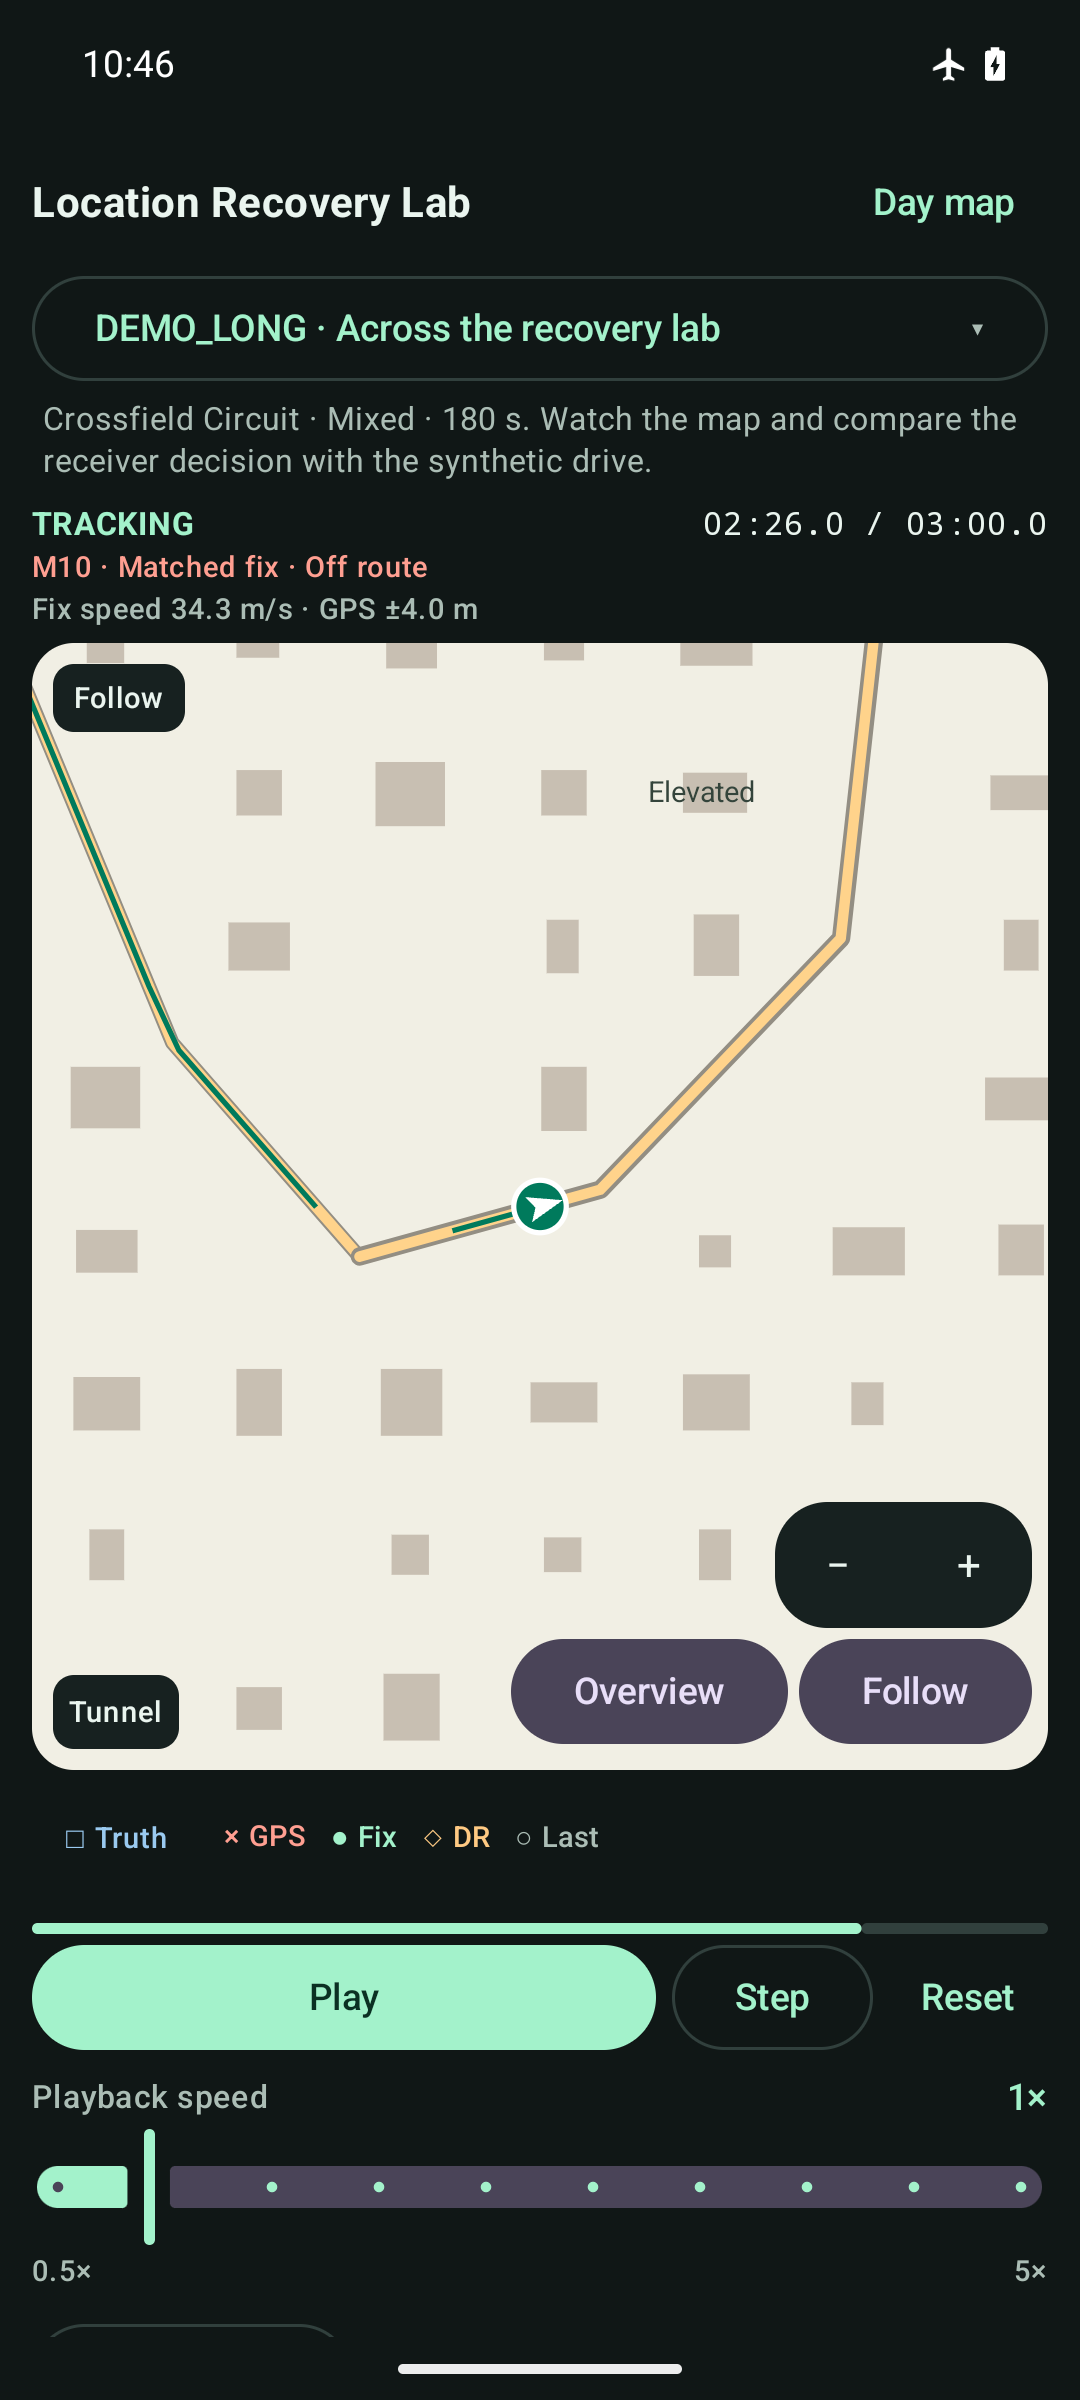 10:46
Location Recovery Lab
Day map
DEMO_LONG · Across the recovery lab ▾
Crossfield Circuit · Mixed · 180 s. Watch the map and compare the
receiver decision with the synthetic drive.
TRACKING
02:26.0 / 03:00.0
M10 · Matched fix · Off route
Fix speed 34.3 m/s · GPS ±4.0 m
Follow
Elevated
− +
Overview
Follow
Tunnel
□ Truth × GPS ● Fix ◇ DR ○ Last
Play
Step
Reset
Playback speed
1×
0.5×
5×